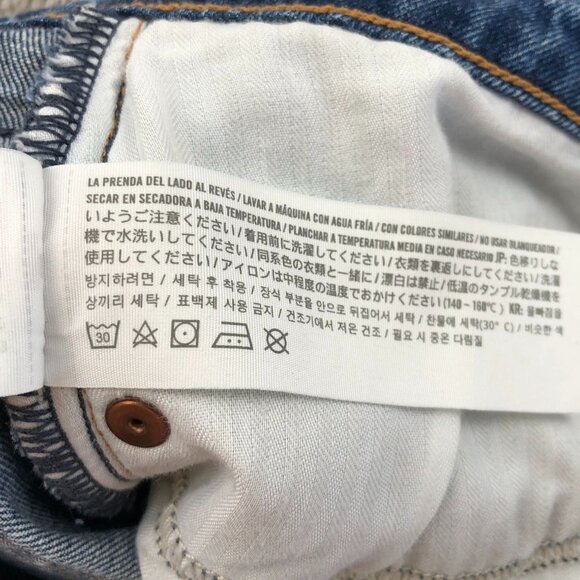 LA PRENDA DEL LADO AL REVÉS / LAVAR A MÁQUINA CON AGUA FRÍA / CON COLORES SIMILARES / NO USAR BLANQUEADOR /
SECAR EN SECADORA A BAJA TEMPERATURA / PLANCHAR A TEMPERATURA MEDIA EN CASO NECESARIO JP: 色移りしな
いようご注意ください / 着用前に洗濯してください / 衣類を裏返しにしてください / 洗濯
機で水洗いしてください / 同系色の衣類と一緒に / 漂白は禁止 / 低温のタンブル乾燥機を
使用してください / アイロンは中程度の温度でおかけください (140~160℃) KR: 물빠짐을
방지하려면 / 세탁 후 착용 / 장식 부분을 안으로 뒤집어서 세탁 / 찬물에 세탁(30°C) / 비슷한 색
상끼리 세탁 / 표백제 사용 금지 / 건조기에서 저온 건조 / 필요 시 중온 다림질
30